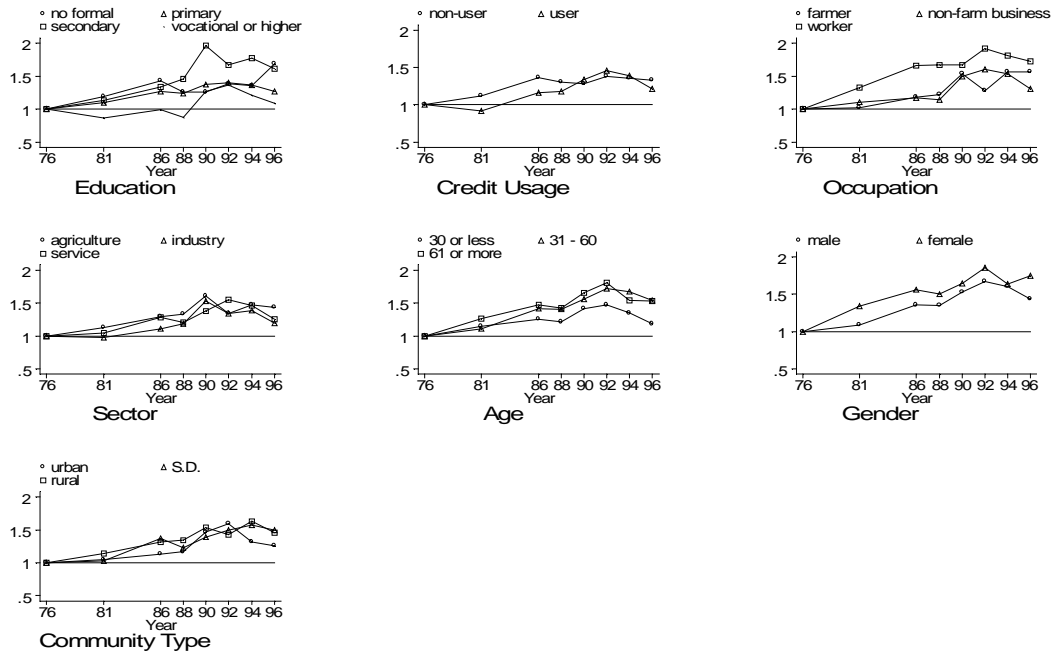 no formal primary
secondary vocational or higher
2
1.5
1
.5
76 81 86 88 90 92 94 96
Year
Education
non-user user
2
1.5
1
.5
76 81 86 88 90 92 94 96
Year
Credit Usage
farmer non-farm business
worker
2
1.5
1
.5
76 81 86 88 90 92 94 96
Year
Occupation
agriculture industry
service
2
1.5
1
.5
76 81 86 88 90 92 94 96
Year
Sector
30 or less 31 - 60
61 or more
2
1.5
1
.5
76 81 86 88 90 92 94 96
Year
Age
male female
2
1.5
1
.5
76 81 86 88 90 92 94 96
Year
Gender
urban S.D.
rural
2
1.5
1
.5
76 81 86 88 90 92 94 96
Year
Community Type